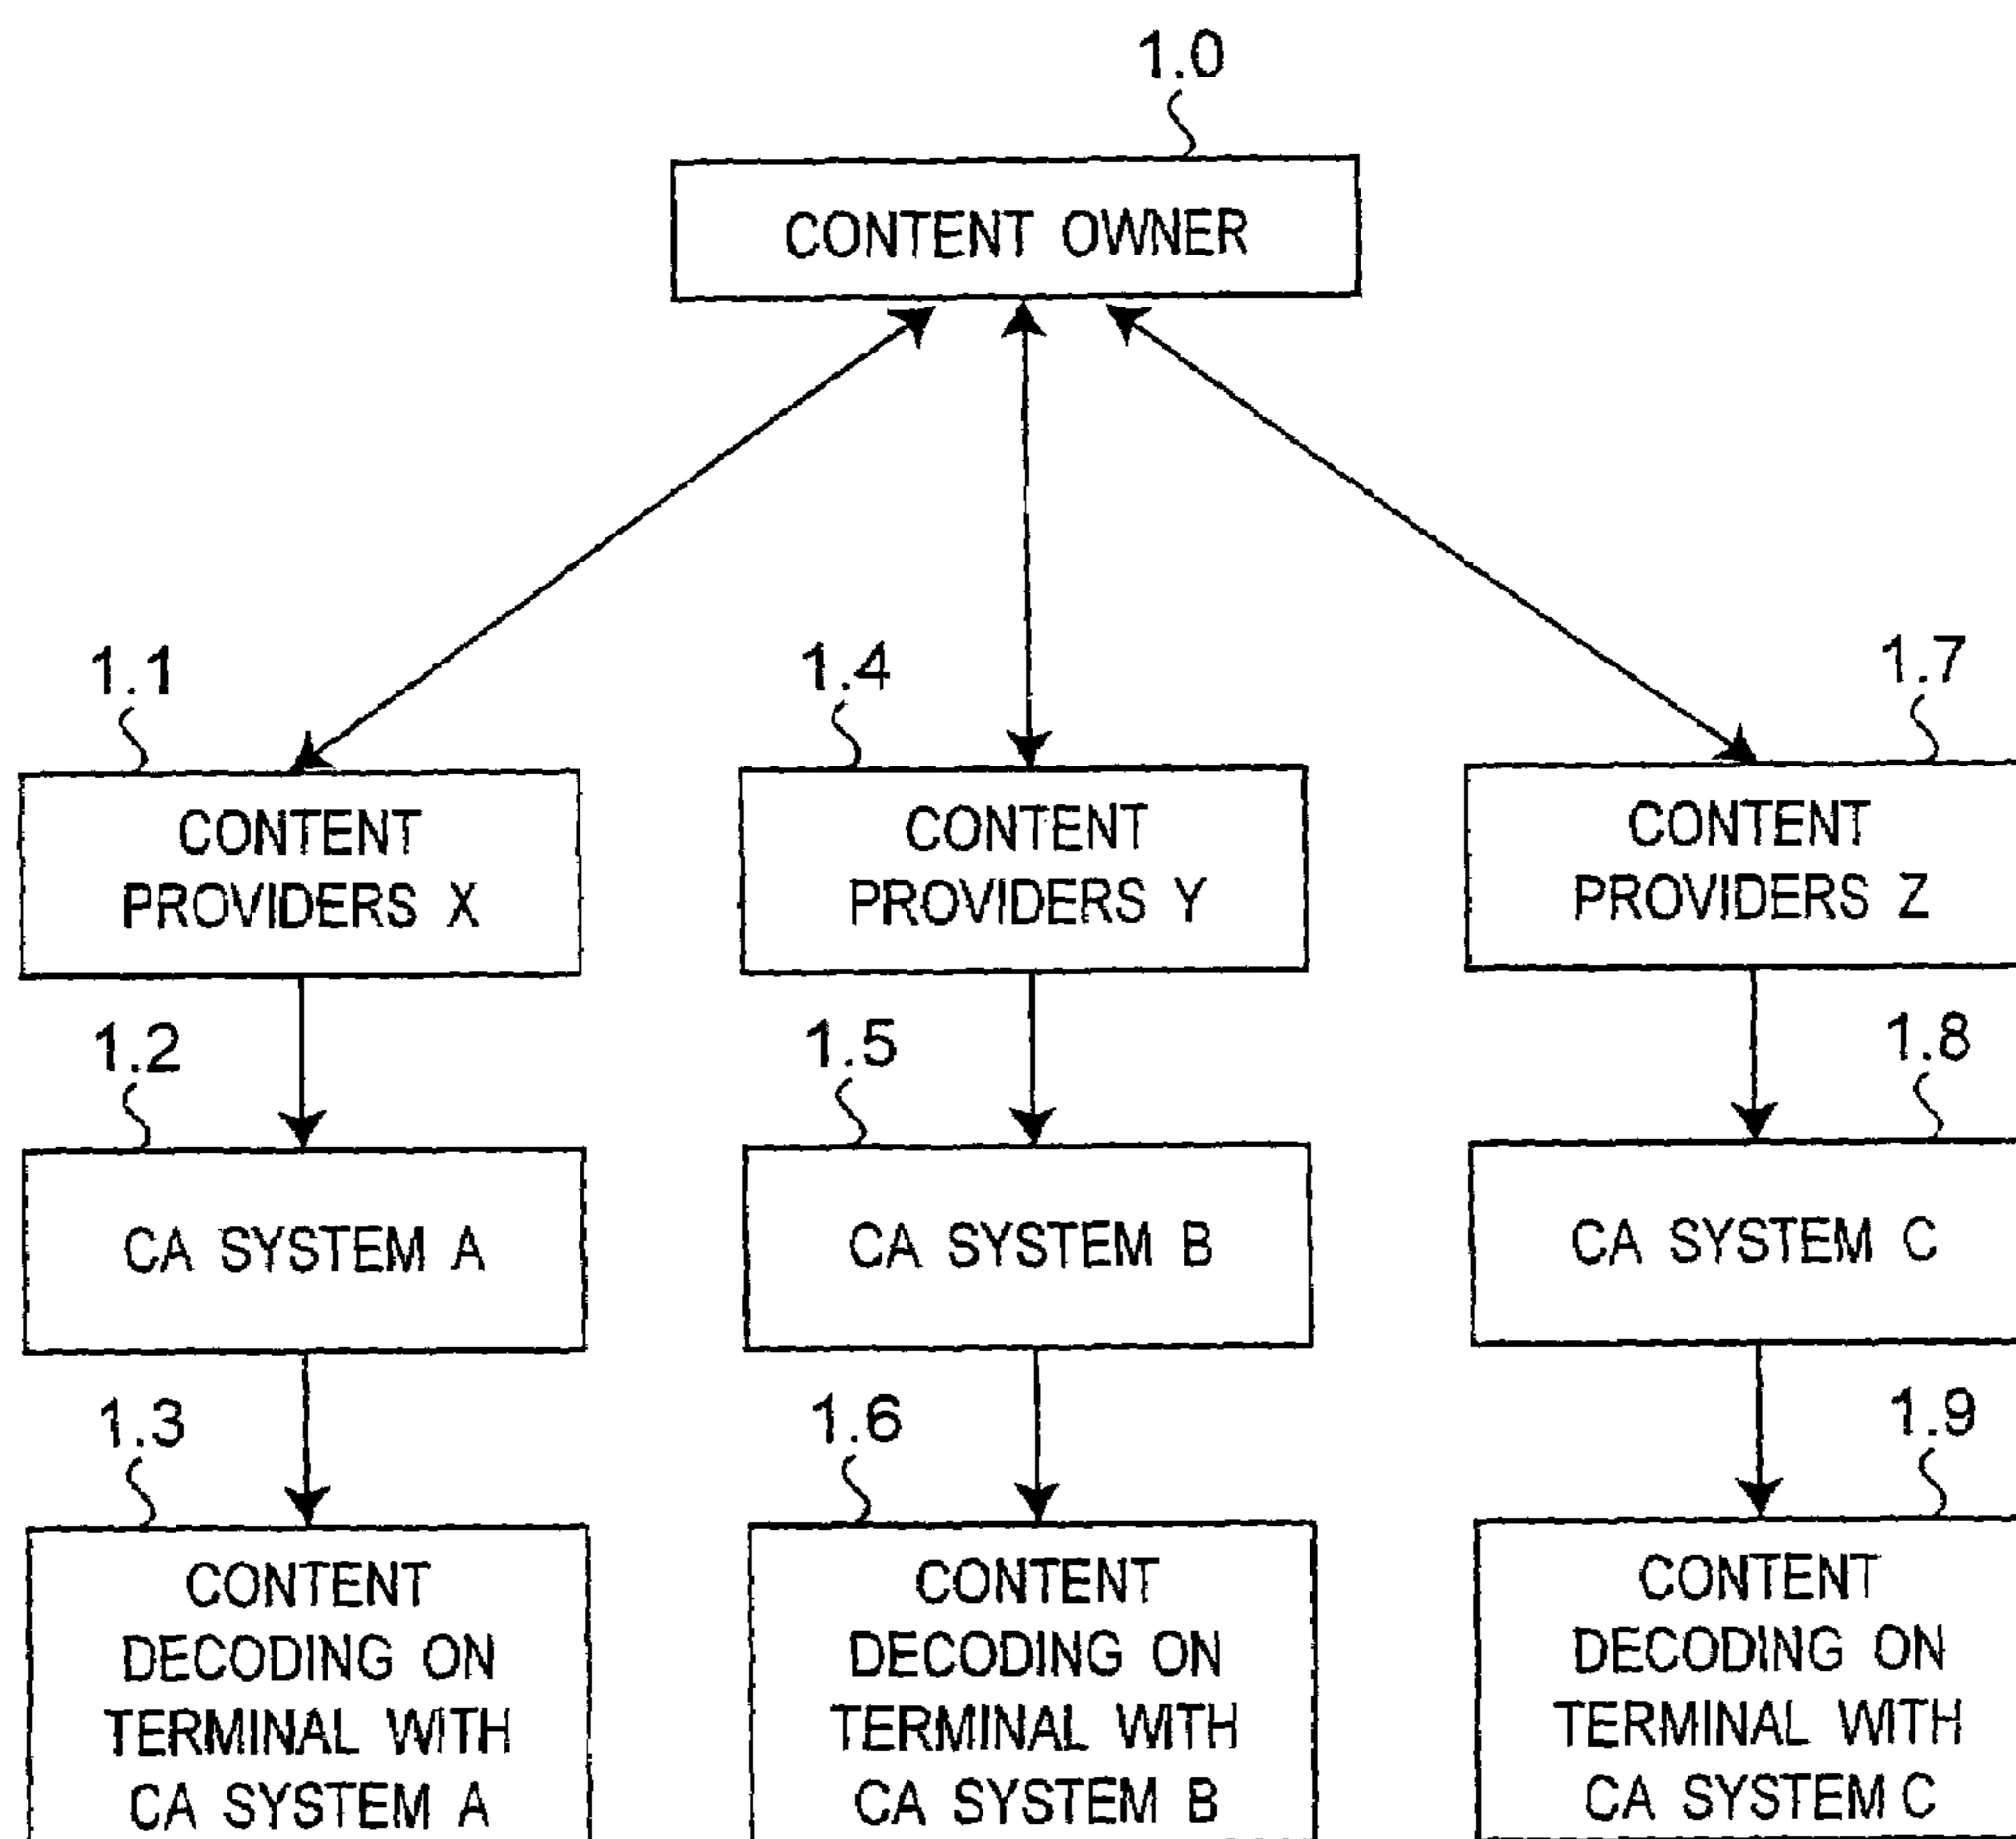 1.0
CONTENT OWNER
1.1
1.4
1.7
CONTENT
PROVIDERS X
CONTENT
PROVIDERS Y
CONTENT
PROVIDERS Z
1.2
1.5
1.8
CA SYSTEM A
CA SYSTEM B
CA SYSTEM C
1.3
1.6
1.9
CONTENT
DECODING ON
TERMINAL WITH
CA SYSTEM A
CONTENT
DECODING ON
TERMINAL WITH
CA SYSTEM B
CONTENT
DECODING ON
TERMINAL WITH
CA SYSTEM C